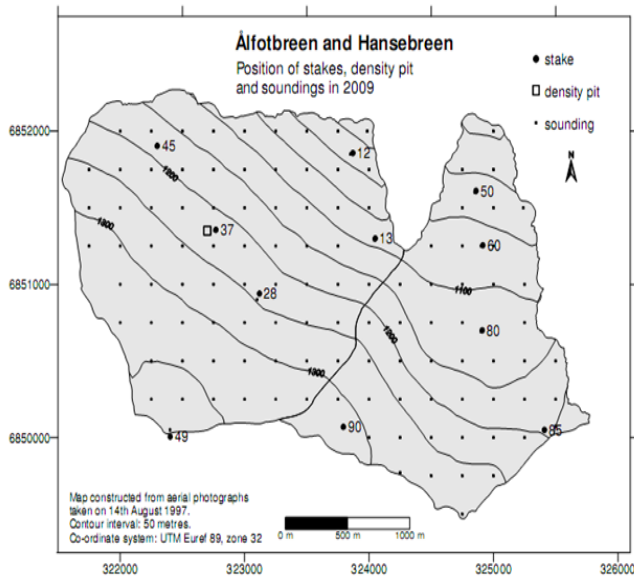 Ålfotbreen and Hansebreen
Position of stakes, density pit
and soundings in 2009
stake
density pit
sounding
N
6852000
6851000
6850000
45
12
50
1200
37
13
60
1300
28
1100
80
1200
1300
90
85
49
Map constructed from aerial photographs
taken on 14th August 1997.
Contour interval: 50 metres.
Co-ordinate system: UTM Euref 89, zone 32
0 m 500 m 1000 m
322000 323000 324000 325000 326000